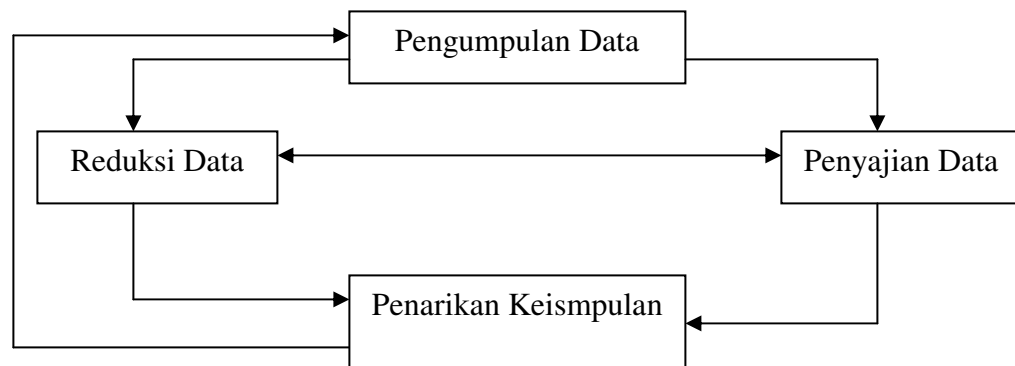 Pengumpulan Data
Reduksi Data
Penyajian Data
Penarikan Keismpulan